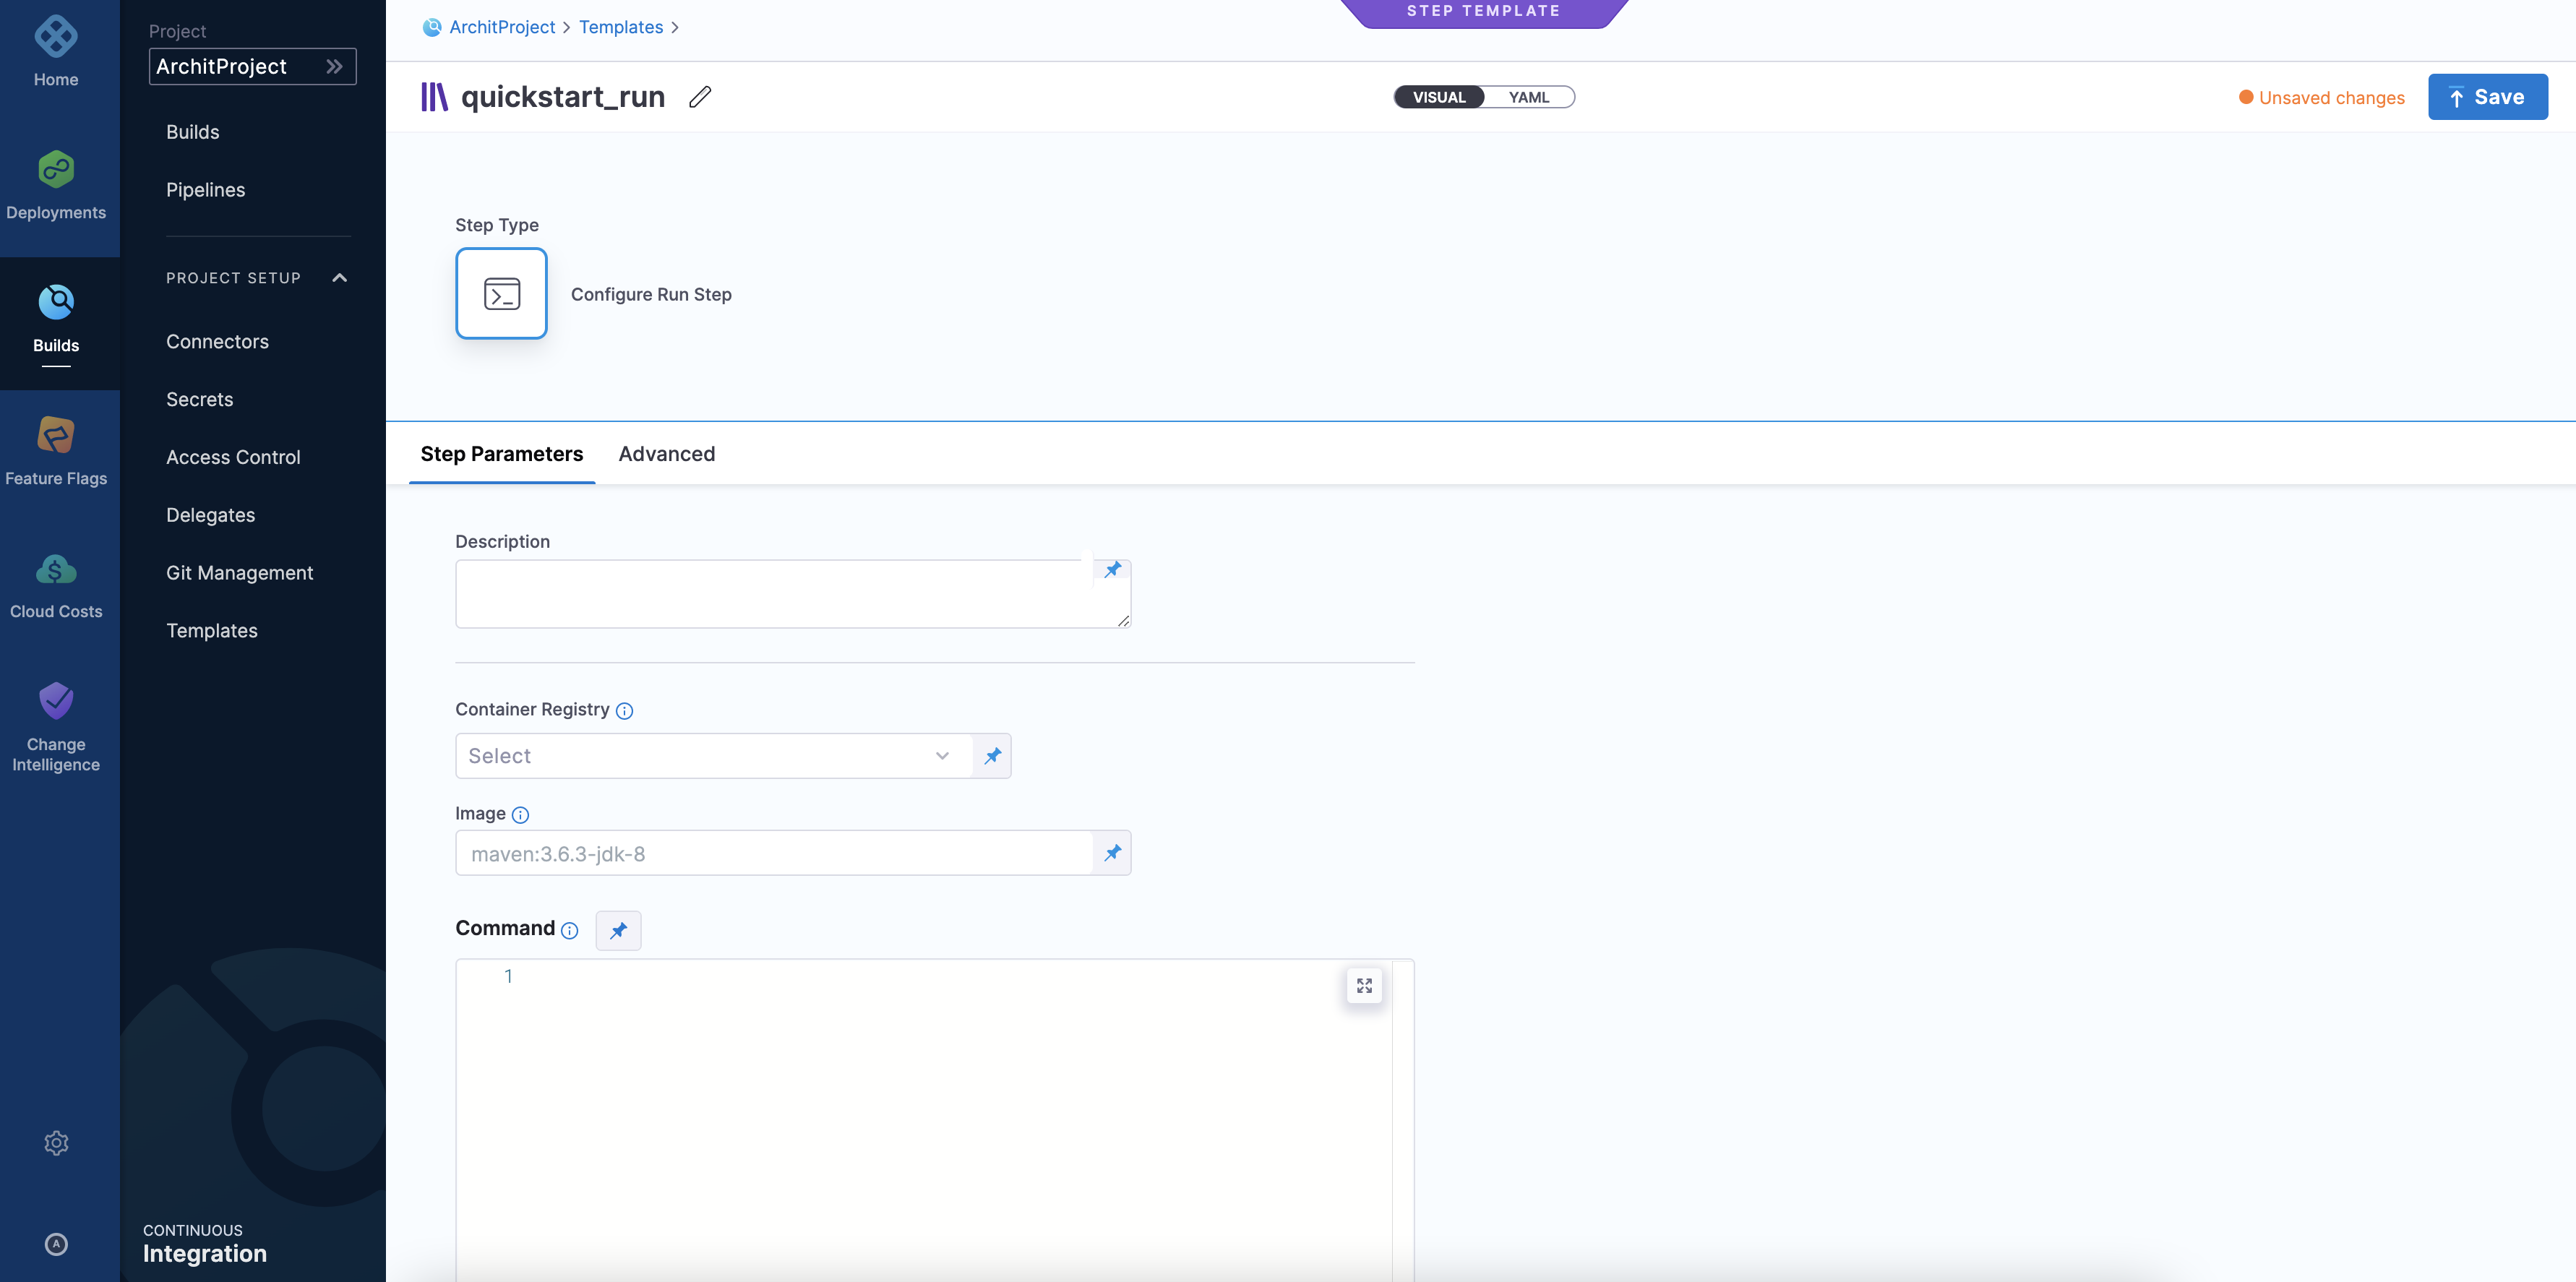 Home
Deployments
Builds
Feature Flags
Cloud Costs
Change
Intelligence
A
Project
ArchitProject
Builds
Pipelines
PROJECT SETUP
Connectors
Secrets
Access Control
Delegates
Git Management
Templates
CONTINUOUS
Integration
ArchitProject > Templates >
STEP TEMPLATE
quickstart_run
VISUAL YAML
Unsaved changes
Save
Step Type
Configure Run Step
Step Parameters Advanced
Description
Container Registry
Select
Image
maven:3.6.3-jdk-8
Command
1